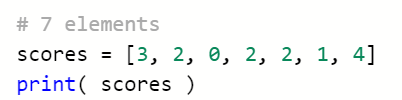 # 7 elements
scores = [3, 2, 0, 2, 2, 1, 4]
print( scores )